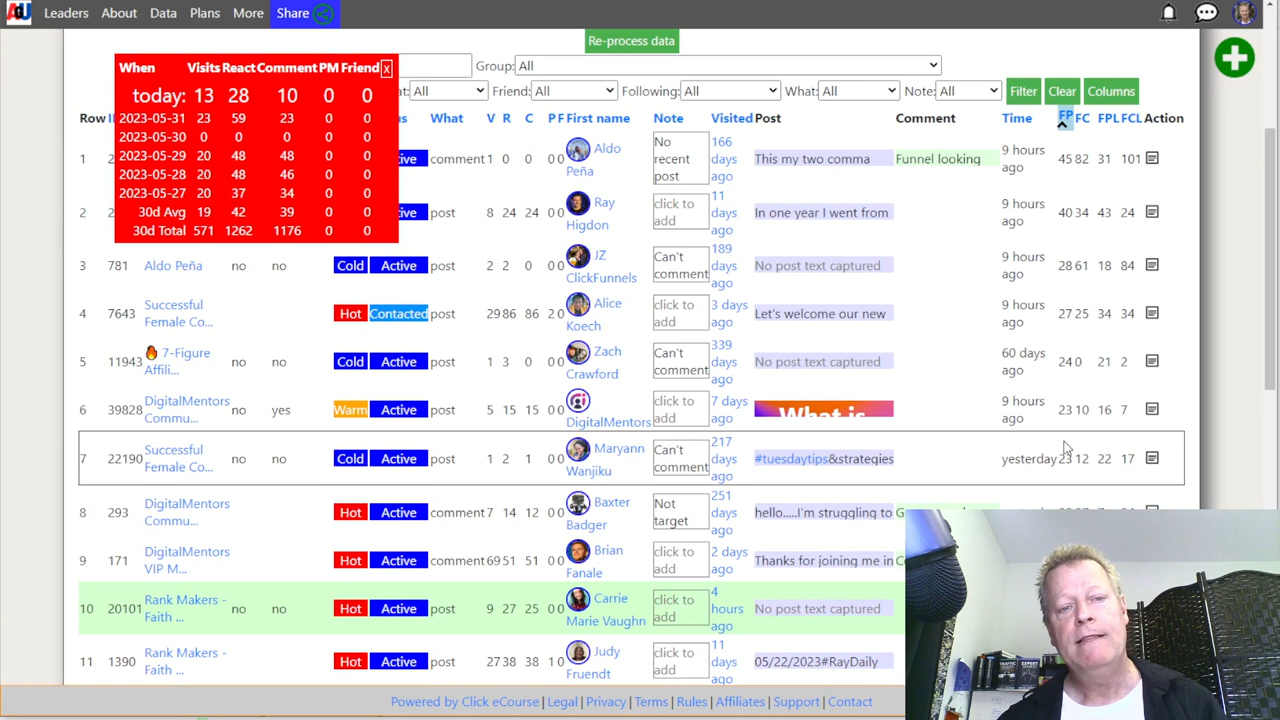 Leaders About Data Plans More Share
Re-process data
Group: All
at: All Friend: All Following: All What: All Note: All Filter Clear Columns
When Visits React Comment PM Friend x
today: 13 28 10 0 0
2023-05-31 23 59 23 0 0
2023-05-30 0 0 0 0 0
2023-05-29 20 48 48 0 0
2023-05-28 20 48 46 0 0
2023-05-27 20 37 34 0 0
30d Avg 19 42 39 0 0
30d Total 571 1262 1176 0 0
Row What V R C P F First name Note Visited Post Comment Time FP FC FPL FCL Action
1 comment 1 0 0 0 0 Aldo Peña No recent post 166 days ago This my two comma Funnel looking 9 hours ago 45 82 31 101
2 post 8 24 24 0 0 Ray Higdon click to add 11 days ago In one year I went from 9 hours ago 40 34 43 24
3 781 Aldo Peña no no Cold Active post 2 2 0 0 0 JZ ClickFunnels Can't comment 189 days ago No post text captured 9 hours ago 28 61 18 84
4 7643 Successful Female Co... Hot Contacted post 29 86 86 2 0 Alice Koech click to add 3 days ago Let's welcome our new 9 hours ago 27 25 34 34
5 11943 🔥 7-Figure Affili... no no Cold Active post 1 3 0 0 0 Zach Crawford Can't comment 339 days ago No post text captured 60 days ago 24 0 21 2
6 39828 DigitalMentors Commu... no yes Warm Active post 5 15 15 0 0 DigitalMentors click to add 7 days ago What is 9 hours ago 23 10 16 7
7 22190 Successful Female Co... no no Cold Active post 1 2 1 0 0 Maryann Wanjiku Can't comment 217 days ago #tuesdaytips&strategies yesterday 23 12 22 17
8 293 DigitalMentors Commu... Hot Active comment 7 14 12 0 0 Baxter Badger Not target 251 days ago hello.....I'm struggling to
9 171 DigitalMentors VIP M... Hot Active comment 69 51 51 0 0 Brian Fanale click to add 2 days ago Thanks for joining me in
10 20101 Rank Makers - Faith ... no no Hot Active post 9 27 25 0 0 Carrie Marie Vaughn click to add 4 hours ago No post text captured
11 1390 Rank Makers - Faith ... Hot Active post 27 38 38 0 0 Judy Fruendt click to add 11 days ago 05/22/2023#RayDaily
Powered by Click eCourse | Legal | Privacy | Terms | Rules | Affiliates | Support | Contact